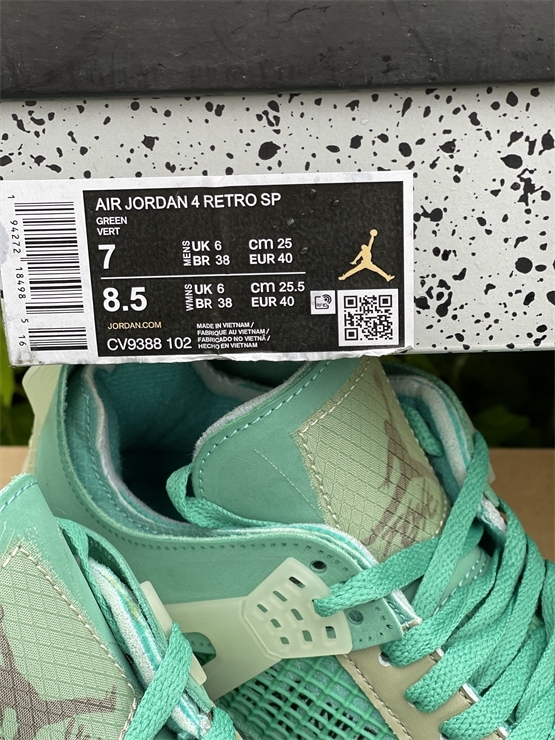 AIR JORDAN 4 RETRO SP
GREEN
VERT
7 MENS UK 6 cm 25
BR 38 EUR 40
8.5 WMNS UK 6 cm 25.5
BR 38 EUR 40
JORDAN.COM
CV9388 102
MADE IN VIETNAM /
FABRIQUE AU VIETNAM /
FABRICADO NO VIETNÃ /
HECHO EN VIETNAM
RFID
1 94272 18498 5 16